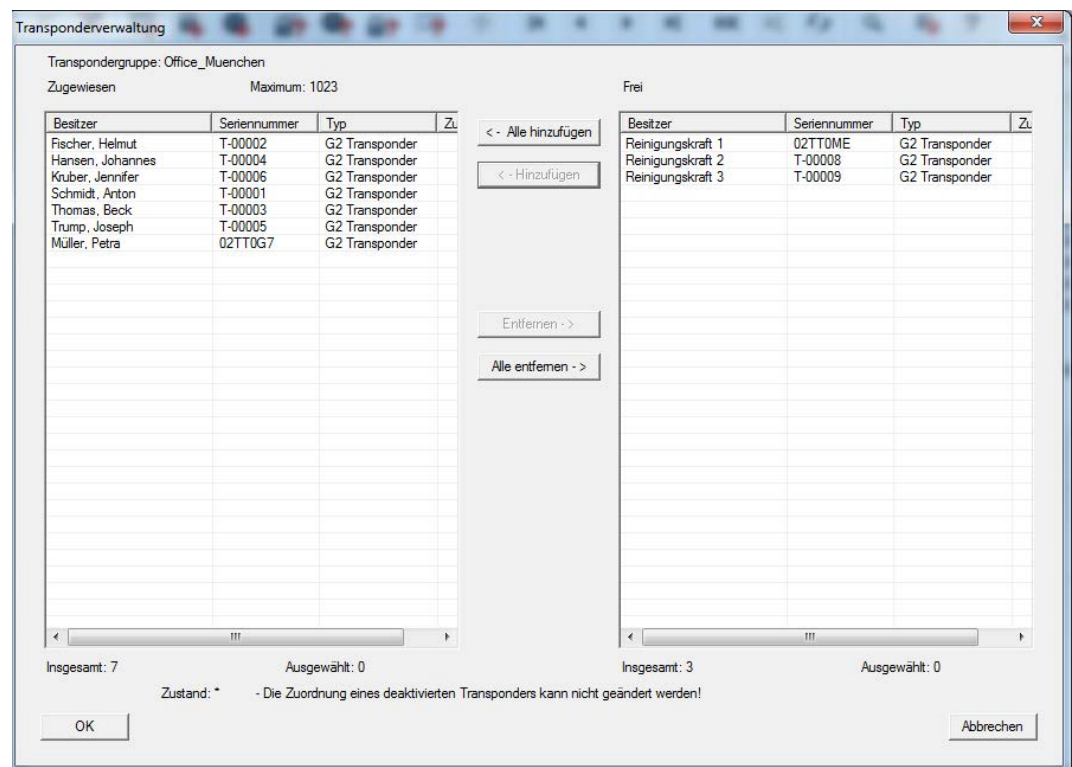 Transponderverwaltung
Transpondergruppe: Office_Muenchen
Zugewiesen Maximum: 1023 Frei
Besitzer Seriennummer Typ Zu
Fischer, Helmut T-00002 G2 Transponder
Hansen, Johannes T-00004 G2 Transponder
Kruber, Jennifer T-00006 G2 Transponder
Schmidt, Anton T-00001 G2 Transponder
Thomas, Beck T-00003 G2 Transponder
Trump, Joseph T-00005 G2 Transponder
Müller, Petra 02TT0G7 G2 Transponder
< - Alle hinzufügen
< - Hinzufügen
Entfernen - >
Alle entfernen - >
Besitzer Seriennummer Typ Zu
Reinigungskraft 1 02TT0ME G2 Transponder
Reinigungskraft 2 T-00008 G2 Transponder
Reinigungskraft 3 T-00009 G2 Transponder
Insgesamt: 7 Ausgewählt: 0 Insgesamt: 3 Ausgewählt: 0
Zustand: * - Die Zuordnung eines deaktivierten Transponders kann nicht geändert werden!
OK Abbrechen